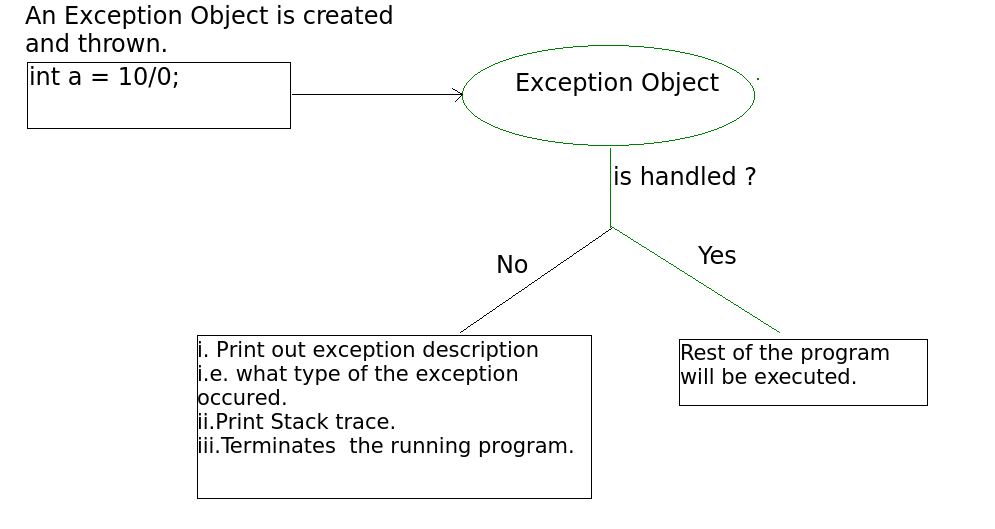 An Exception Object is created
and thrown.
int a = 10/0;
Exception Object
is handled ?
No
Yes
i. Print out exception description
i.e. what type of the exception
occured.
ii.Print Stack trace.
iii.Terminates  the running program.
Rest of the program
will be executed.